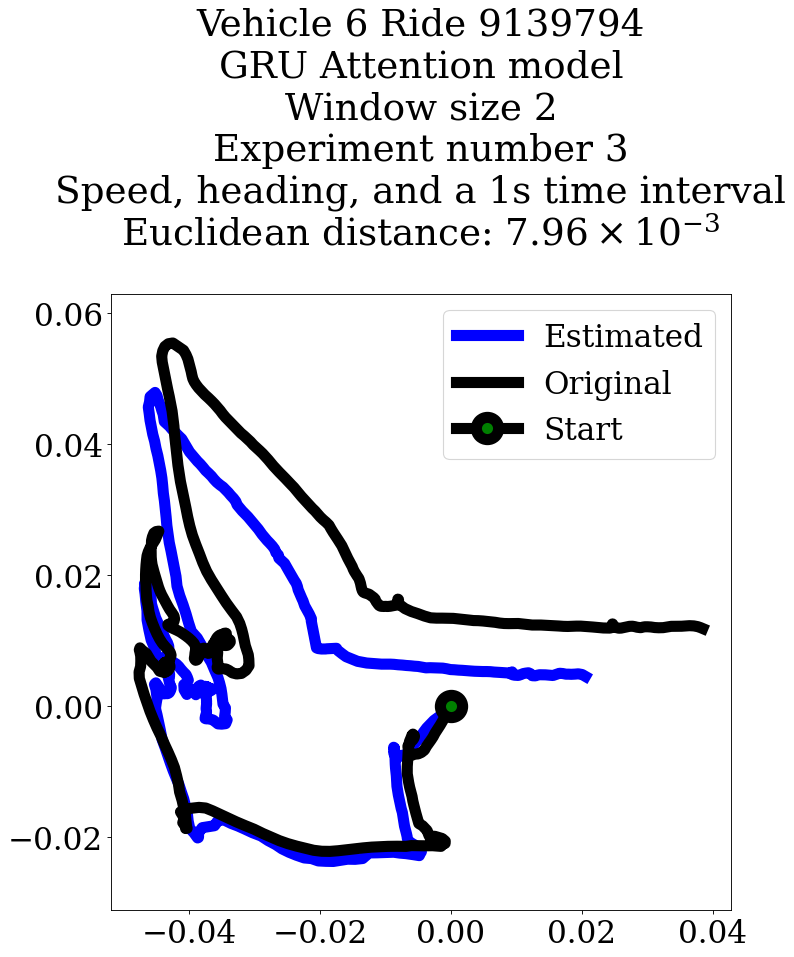 Vehicle 6 Ride 9139794
GRU Attention model
Window size 2
Experiment number 3
Speed, heading, and a 1s time interval
Euclidean distance: 7.96 × 10⁻³
Estimated
Original
Start
0.06
0.04
0.02
0.00
−0.02
−0.04
−0.02
0.00
0.02
0.04